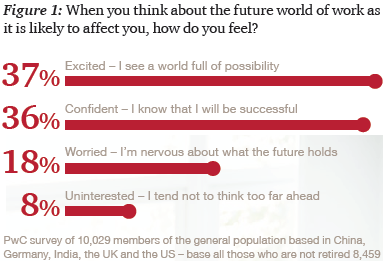 Figure 1: When you think about the future world of work as
it is likely to affect you, how do you feel?
Excited – I see a world full of possibility
37%
Confident – I know that I will be successful
36%
Worried – I'm nervous about what the future holds
18%
Uninterested – I tend not to think too far ahead
8%
PwC survey of 10,029 members of the general population based in China,
Germany, India, the UK and the US – base all those who are not retired 8,459